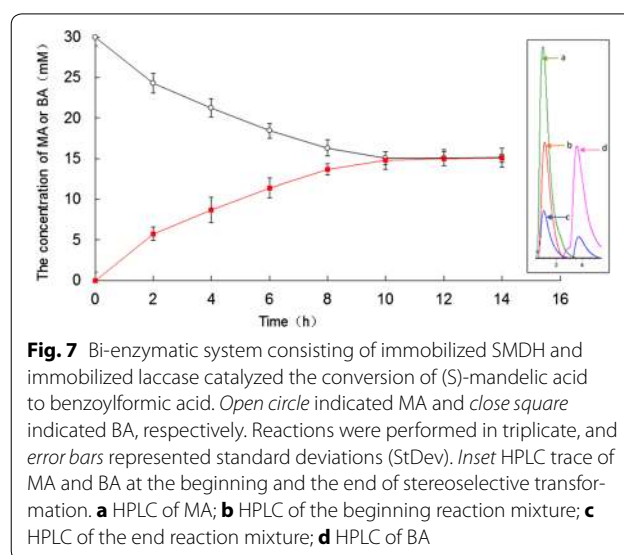 The concentration of MA or BA (mM)
30
25
20
15
10
5
0
0
2
4
6
8
10
12
14
16
Time (h)
a
b
d
c
Fig. 7 Bi-enzymatic system consisting of immobilized SMDH and
immobilized laccase catalyzed the conversion of (S)-mandelic acid
to benzoylformic acid. Open circle indicated MA and close square
indicated BA, respectively. Reactions were performed in triplicate, and
error bars represented standard deviations (StDev). Inset HPLC trace of
MA and BA at the beginning and the end of stereoselective transfor-
mation. a HPLC of MA; b HPLC of the beginning reaction mixture; c
HPLC of the end reaction mixture; d HPLC of BA